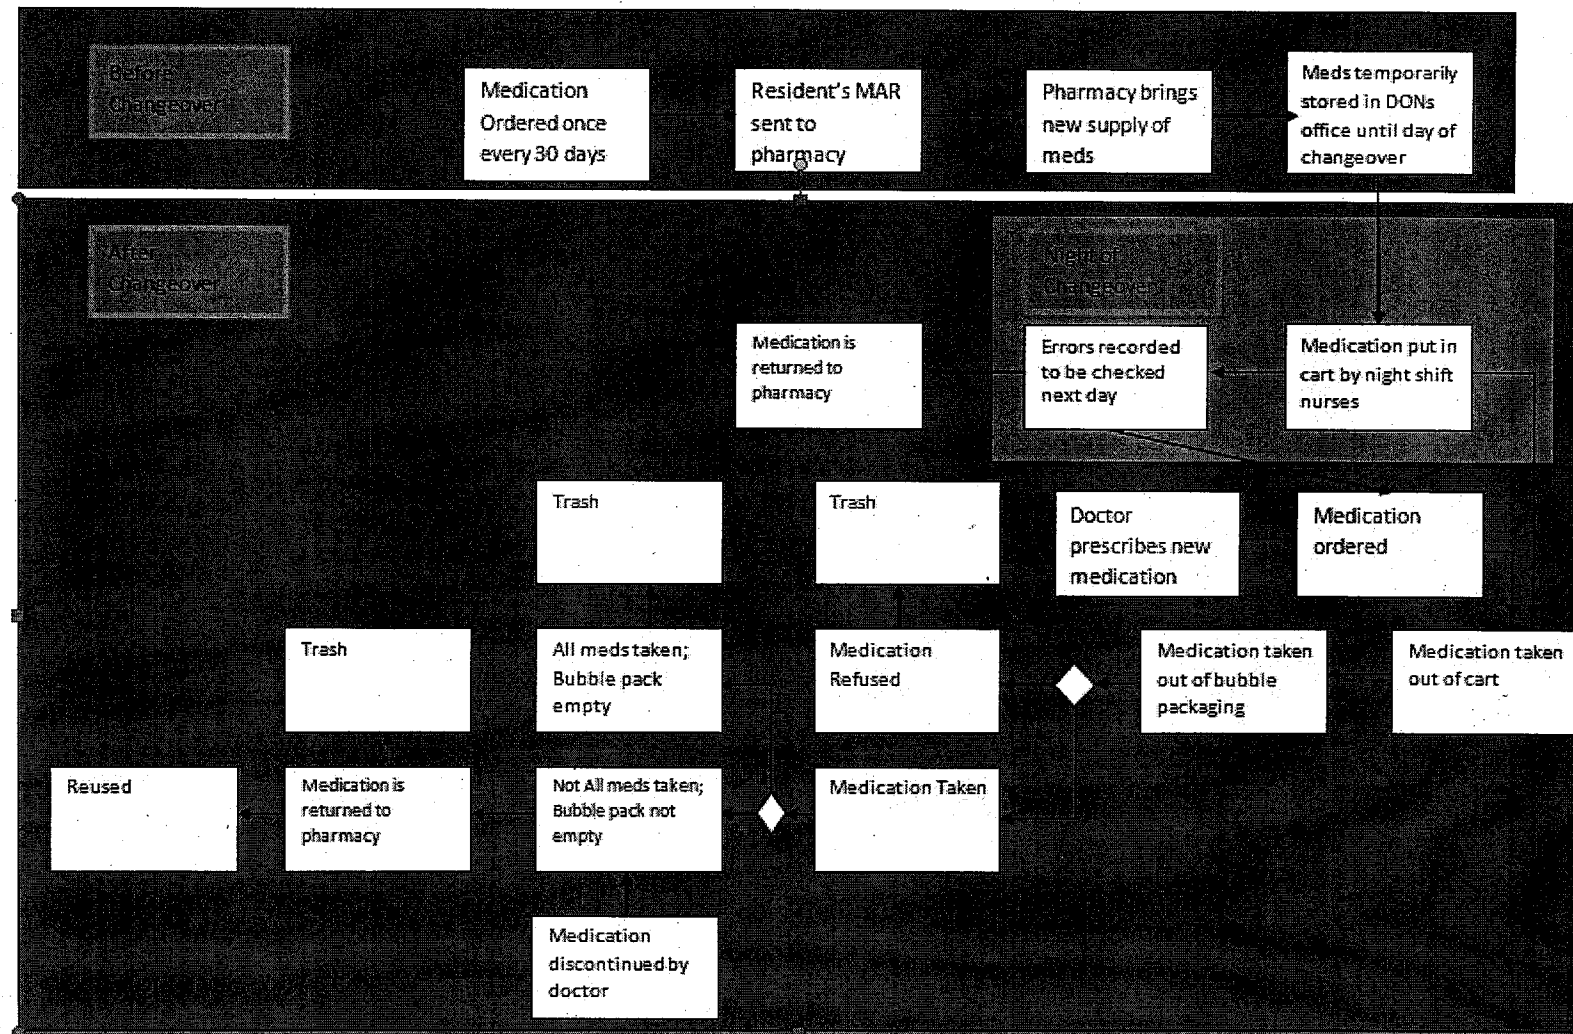 Before
Changeover
Medication
Ordered once
every 30 days
Resident's MAR
sent to
pharmacy
Pharmacy brings
new supply of
meds
Meds temporarily
stored in DONs
office until day of
changeover
After
Changeover
Night of
Changeover
Medication is
returned to
pharmacy
Errors recorded
to be checked
next day
Medication put in
cart by night shift
nurses
Trash
Trash
Doctor
prescribes new
medication
Medication
ordered
Trash
All meds taken;
Bubble pack
empty
Medication
Refused
Medication taken
out of bubble
packaging
Medication taken
out of cart
Reused
Medication is
returned to
pharmacy
Not All meds taken;
Bubble pack not
empty
Medication Taken
Medication
discontinued by
doctor